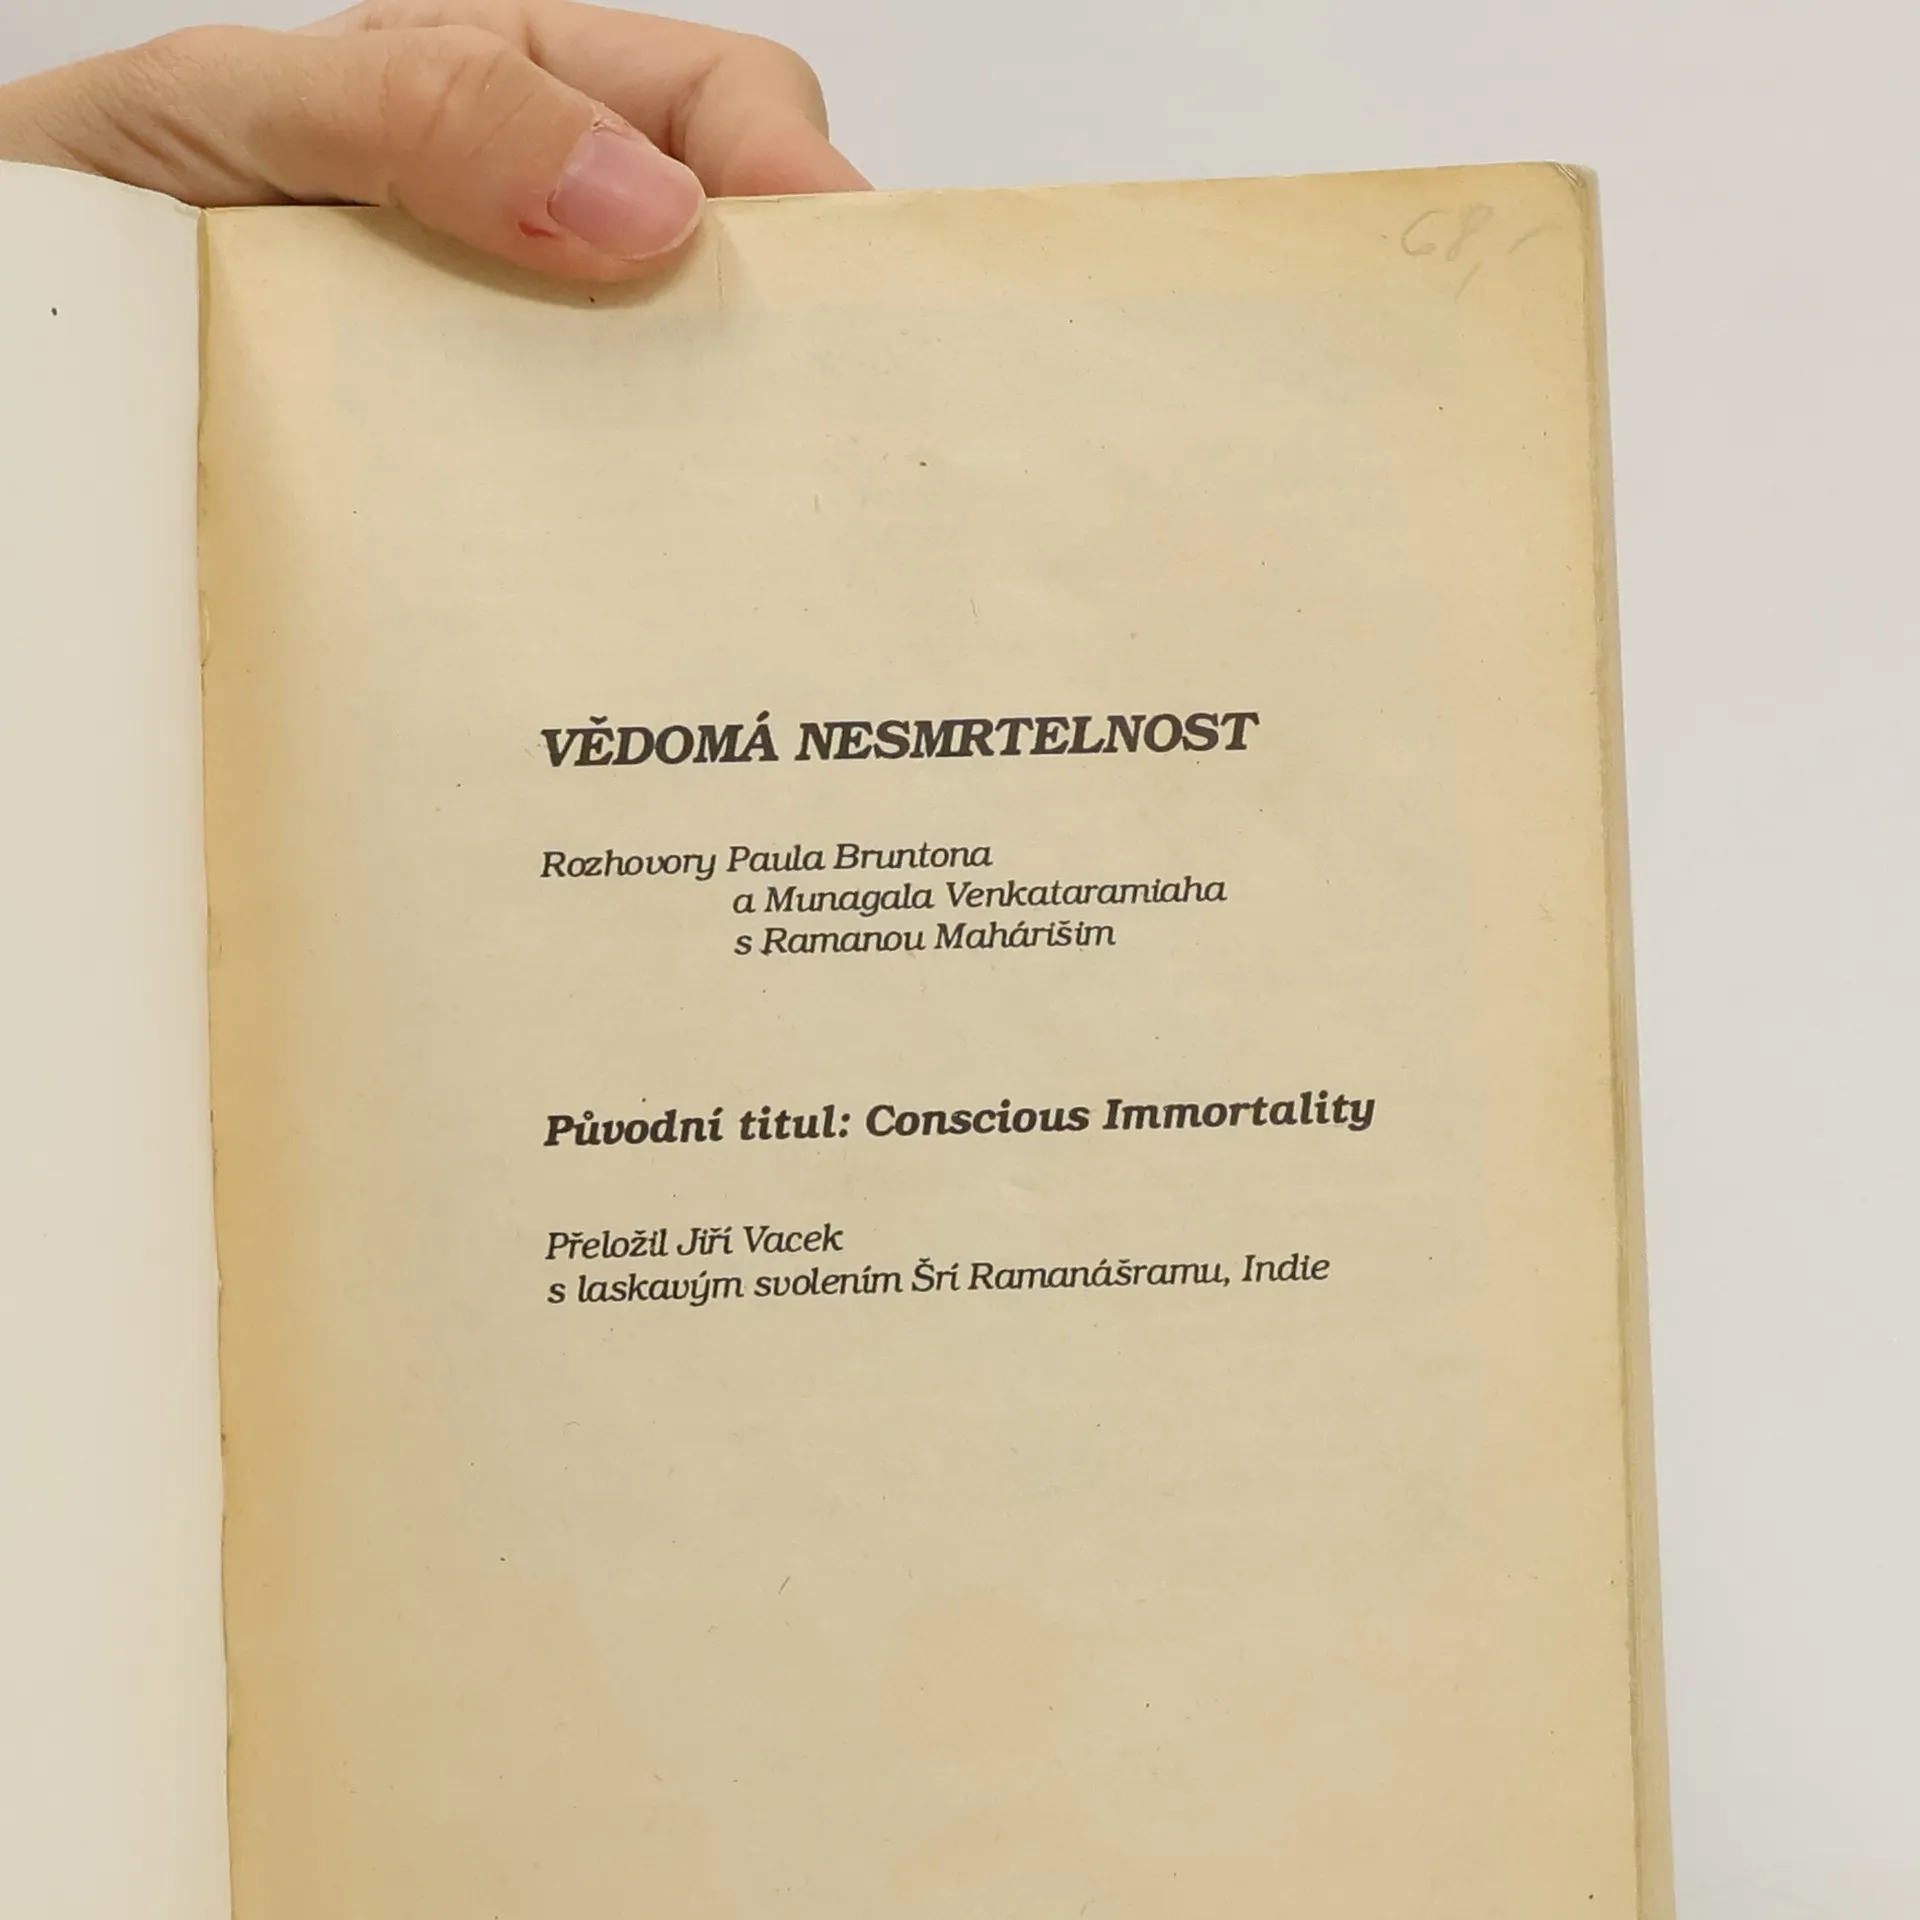 68,-
VĚDOMÁ NESMRTELNOST
Rozhovory Paula Bruntona
a Munagala Venkataramiaha
s Ramanou Mahárišim
Původní titul: Conscious Immortality
Přeložil Jiří Vacek
s laskavým svolením Šrí Ramanášramu, Indie